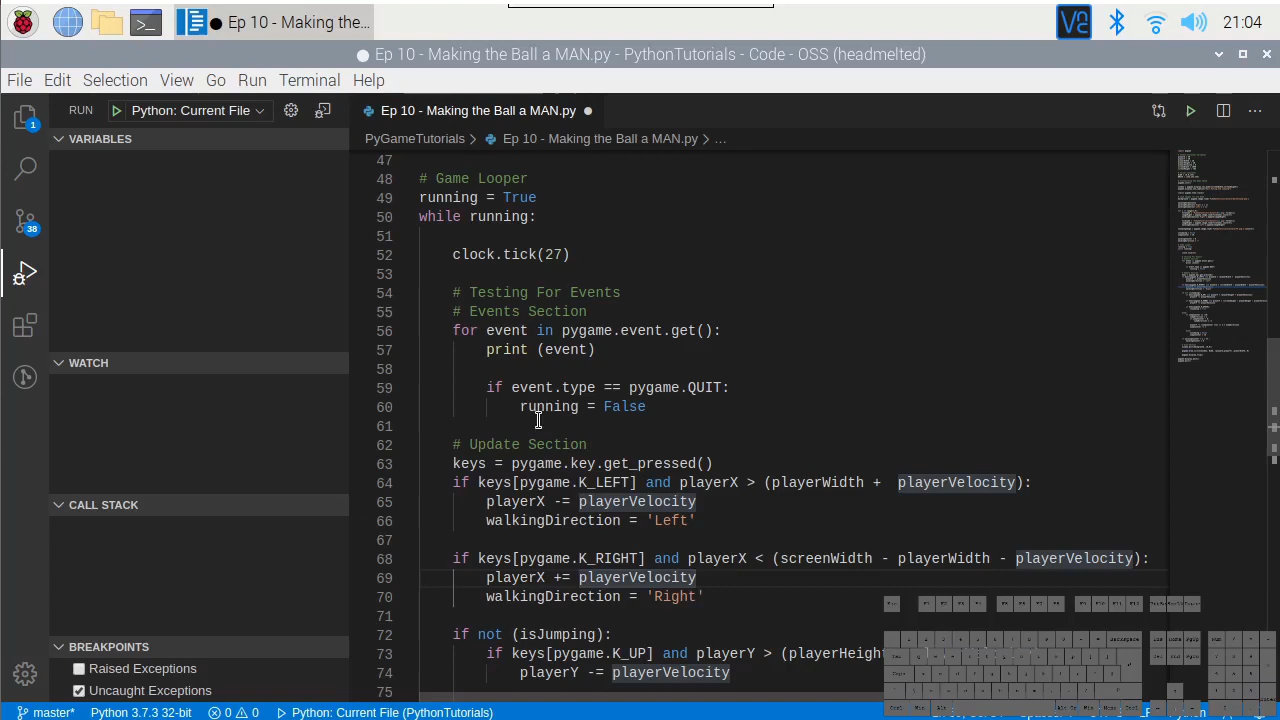 Ep 10 - Making the...
21:04
Ep 10 - Making the Ball a MAN.py - PythonTutorials - Code - OSS (headmelted)
File Edit Selection View Go Run Terminal Help
RUN Python: Current File
Ep 10 - Making the Ball a MAN.py
PyGameTutorials > Ep 10 - Making the Ball a MAN.py > ...
VARIABLES
WATCH
CALL STACK
BREAKPOINTS
Raised Exceptions
Uncaught Exceptions
1
38
47
48 # Game Looper
49 running = True
50 while running:
51
52 clock.tick(27)
53
54 # Testing For Events
55 # Events Section
56 for event in pygame.event.get():
57 print (event)
58
59 if event.type == pygame.QUIT:
60 running = False
61
62 # Update Section
63 keys = pygame.key.get_pressed()
64 if keys[pygame.K_LEFT] and playerX > (playerWidth +  playerVelocity):
65 playerX -= playerVelocity
66 walkingDirection = 'Left'
67
68 if keys[pygame.K_RIGHT] and playerX < (screenWidth - playerWidth - playerVelocity):
69 playerX += playerVelocity
70 walkingDirection = 'Right'
71
72 if not (isJumping):
73 if keys[pygame.K_UP] and playerY > (playerHeigh
74 playerY -= playerVelocity
75
master* Python 3.7.3 32-bit 0 0 Python: Current File (PythonTutorials)